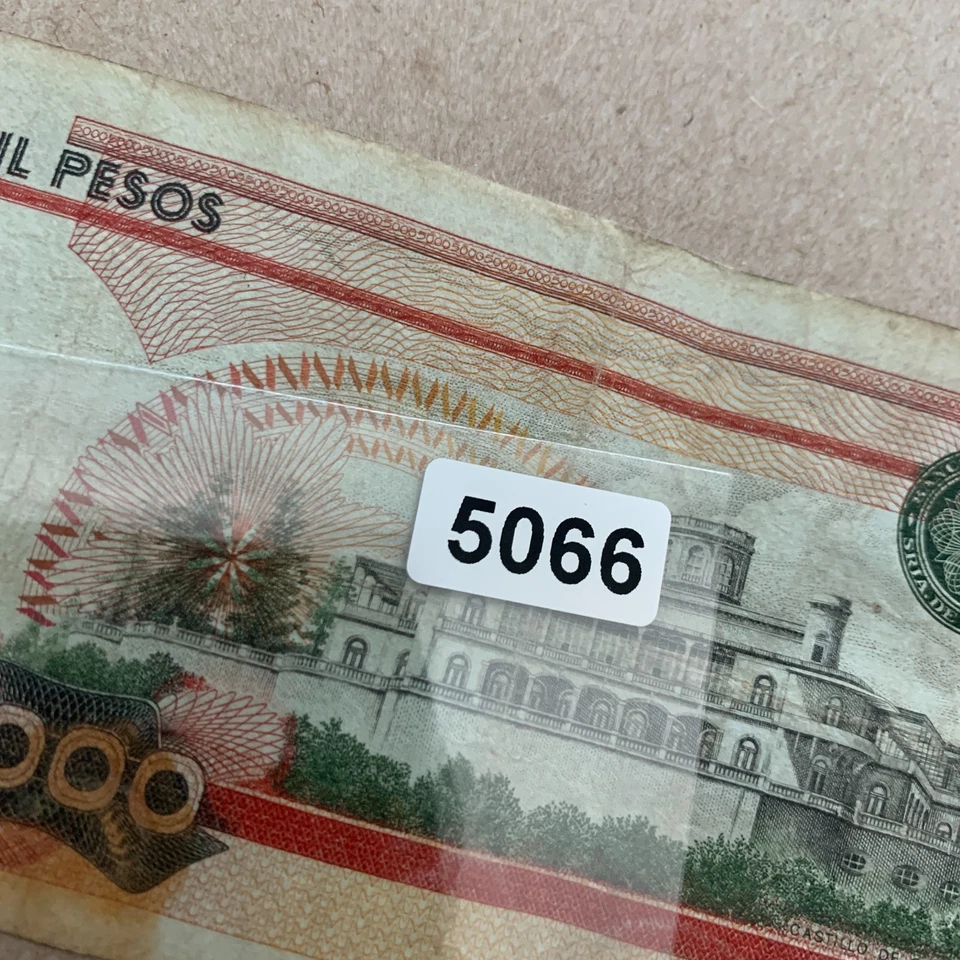 IL PESOS
5066
000
CASTILLO DE